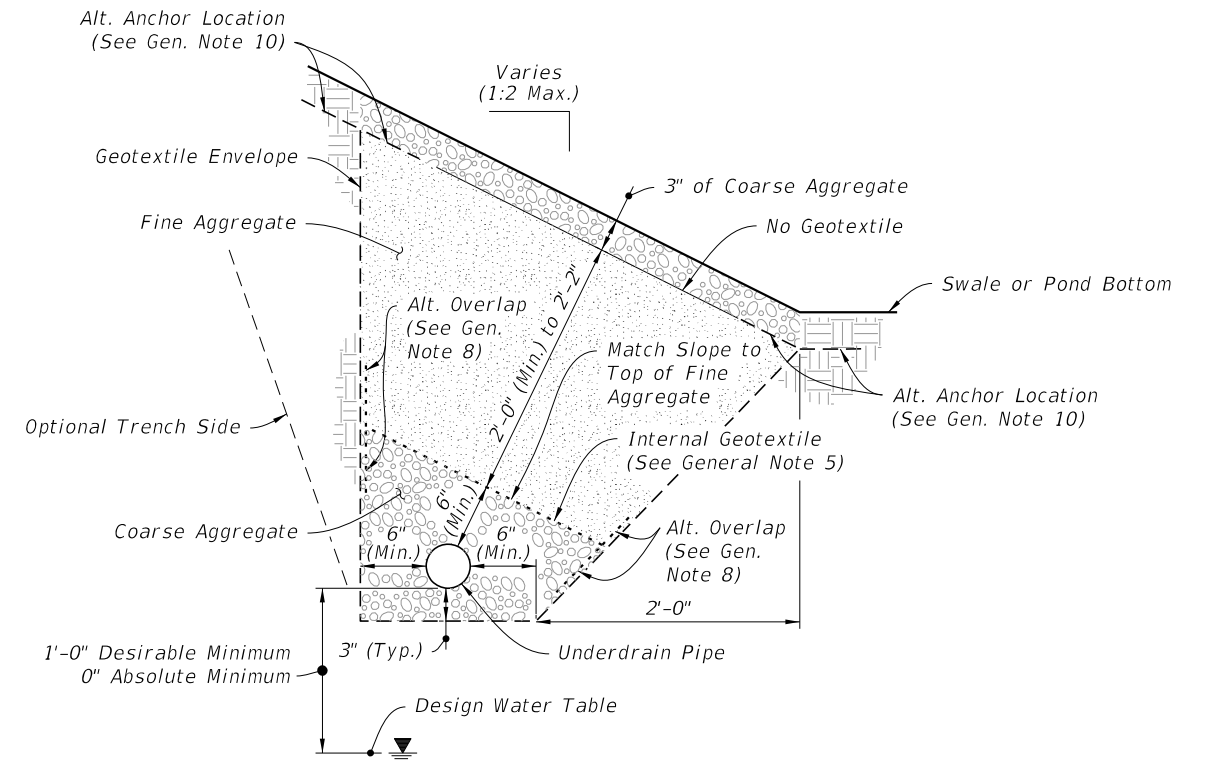 Alt. Anchor Location
(See Gen. Note 10)
Varies
(1:2 Max.)
Geotextile Envelope
3" of Coarse Aggregate
Fine Aggregate
No Geotextile
Swale or Pond Bottom
2'-0" (Min.) to 2'-2"
Alt. Overlap
(See Gen.
Note 8)
Match Slope to
Top of Fine
Aggregate
Alt. Anchor Location
(See Gen. Note 10)
Optional Trench Side
Internal Geotextile
(See General Note 5)
6"
(Min.)
Coarse Aggregate
6"
(Min.)
6"
(Min.)
Alt. Overlap
(See Gen.
Note 8)
2'-0"
3" (Typ.)
Underdrain Pipe
1'-0" Desirable Minimum
0" Absolute Minimum
Design Water Table